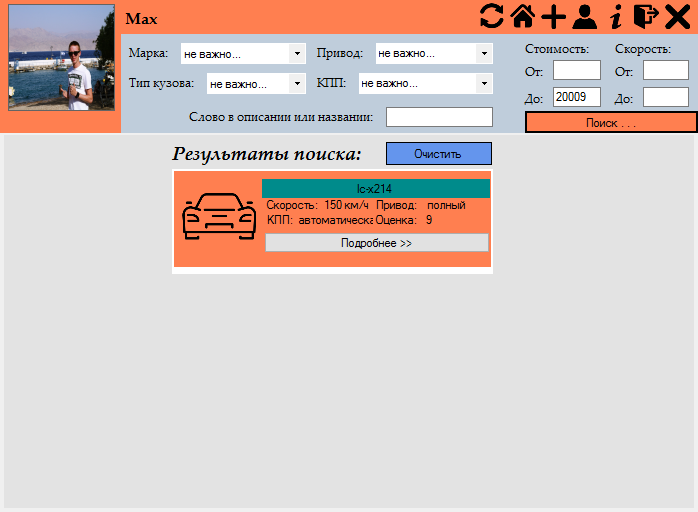 Max
Марка: не важно... Привод: не важно... Стоимость: Скорость:
От: От:
Тип кузова: не важно... КПП: не важно...
До: 20009 До:
Слово в описании или названии:
Поиск . . .
Результаты поиска: Очистить
lc-x214
Скорость: 150 км/ч Привод: полный
КПП: автоматическа Оценка: 9
Подробнее >>